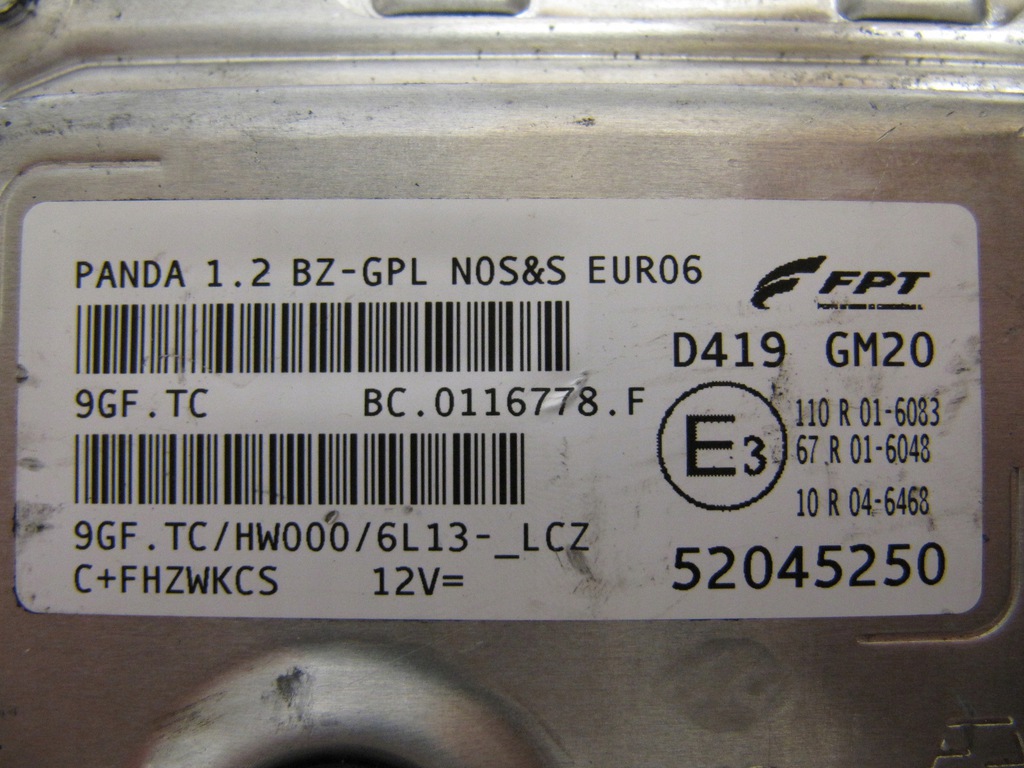 PANDA 1.2 BZ-GPL NOS&S EURO6
FPT
D419 GM20
9GF.TC BC.0116778.F
E3
110 R 01-6083
67 R 01-6048
10 R 04-6468
9GF.TC/HW000/6L13-_LCZ
C+FHZWKCS 12V=
52045250